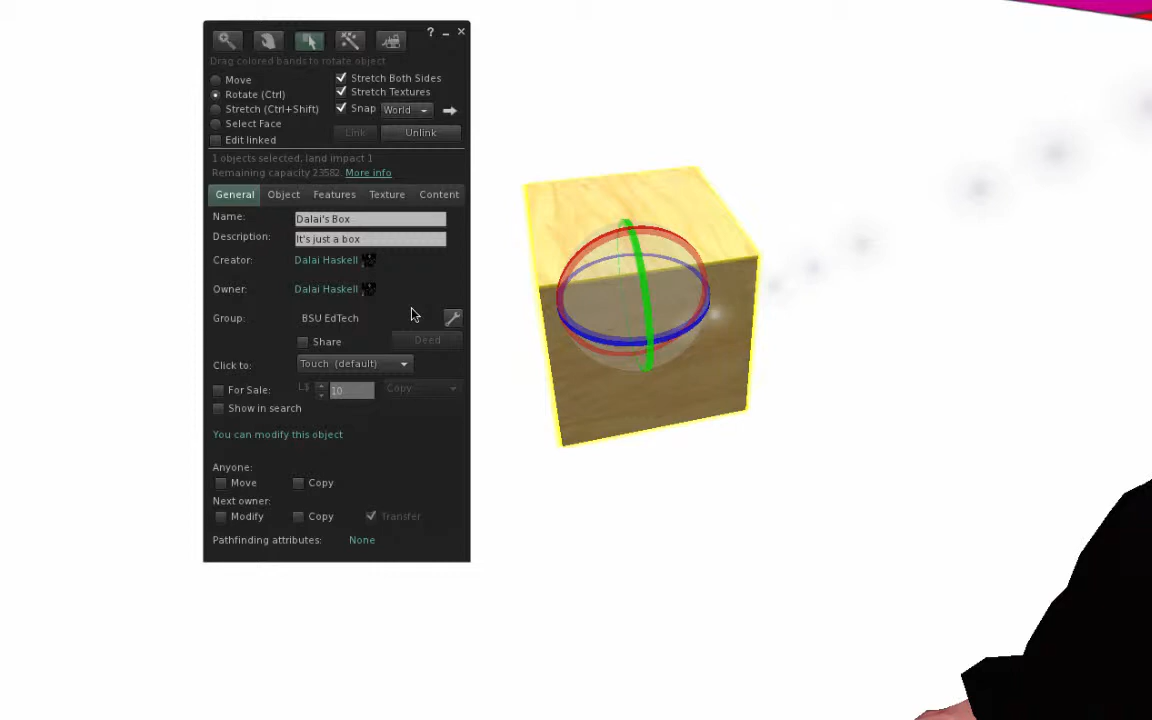 ? _ ×
Drag colored bands to rotate object
Move
Rotate (Ctrl)
Stretch (Ctrl+Shift)
Select Face
Edit linked
Stretch Both Sides
Stretch Textures
Snap World
Link Unlink
1 objects selected, land impact 1
Remaining capacity 23582. More info
General Object Features Texture Content
Name: Dalai's Box
Description: It's just a box
Creator: Dalai Haskell
Owner: Dalai Haskell
Group: BSU EdTech
Share Deed
Click to: Touch (default)
For Sale: L$ 10 Copy
Show in search
You can modify this object
Anyone:
Move Copy
Next owner:
Modify Copy Transfer
Pathfinding attributes: None